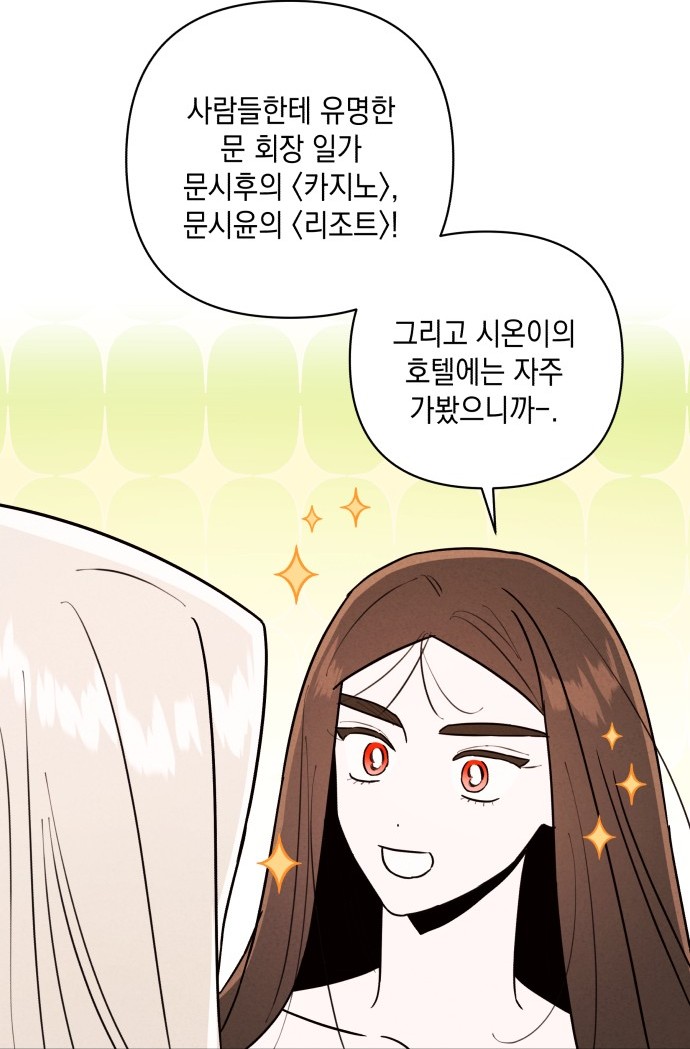 사람들한테 유명한
문 회장 일가
문시후의 〈카지노〉,
문시윤의 〈리조트〉!
그리고 시온이의
호텔에는 자주
가봤으니까-.